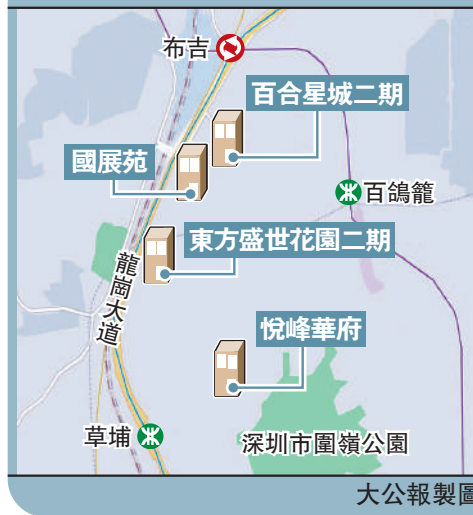 布吉
百合星城二期
國展苑
百鴿籠
東方盛世花園二期
龍崗大道
悅峰華府
草埔
深圳市圍嶺公園
大公報製圖